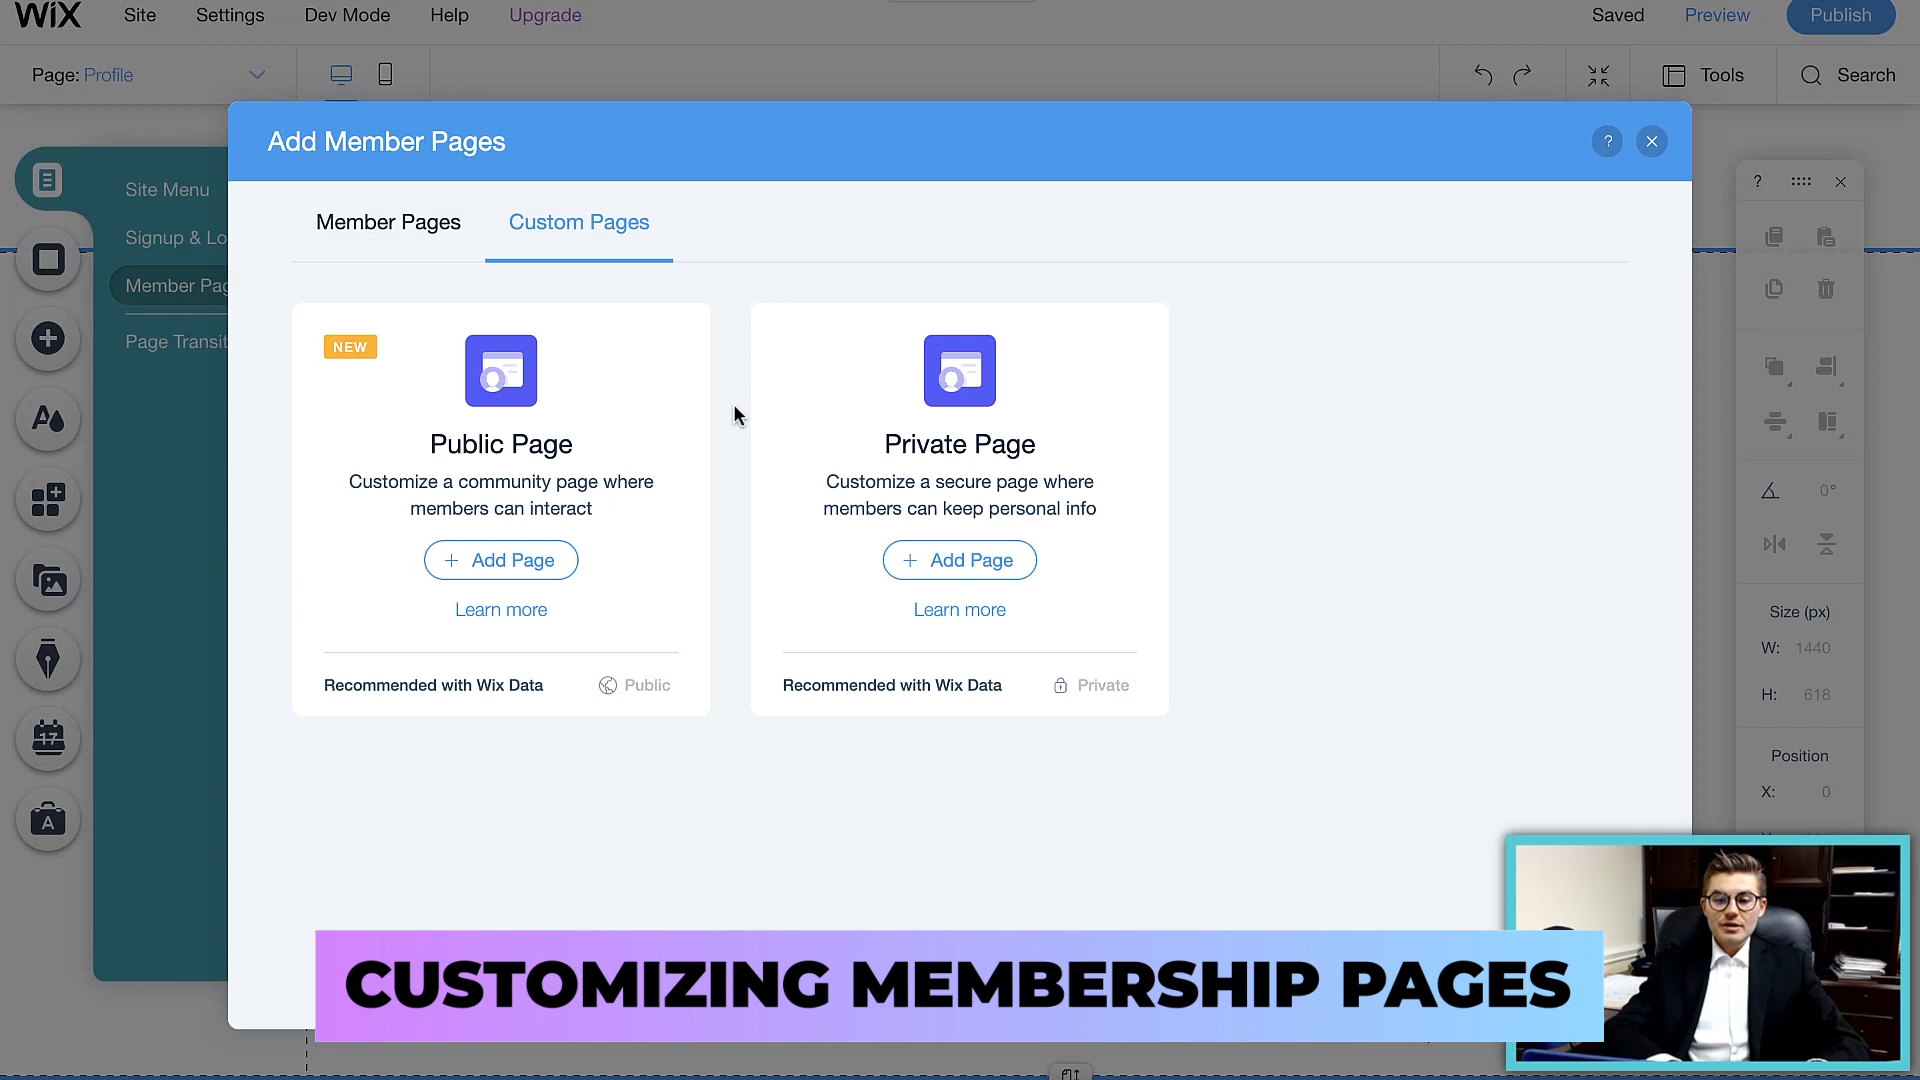 WiX Site Settings Dev Mode Help Upgrade Saved Preview Publish
Page: Profile Tools Search
Add Member Pages ? ×
Member Pages Custom Pages
Site Menu
Signup & Lo
Member Pag
Page Transit
NEW
Public Page
Customize a community page where
members can interact
+ Add Page
Learn more
Recommended with Wix Data Public
Private Page
Customize a secure page where
members can keep personal info
+ Add Page
Learn more
Recommended with Wix Data Private
17
A
?
0°
Size (px)
W: 1440
H: 618
Position
X: 0
CUSTOMIZING MEMBERSHIP PAGES